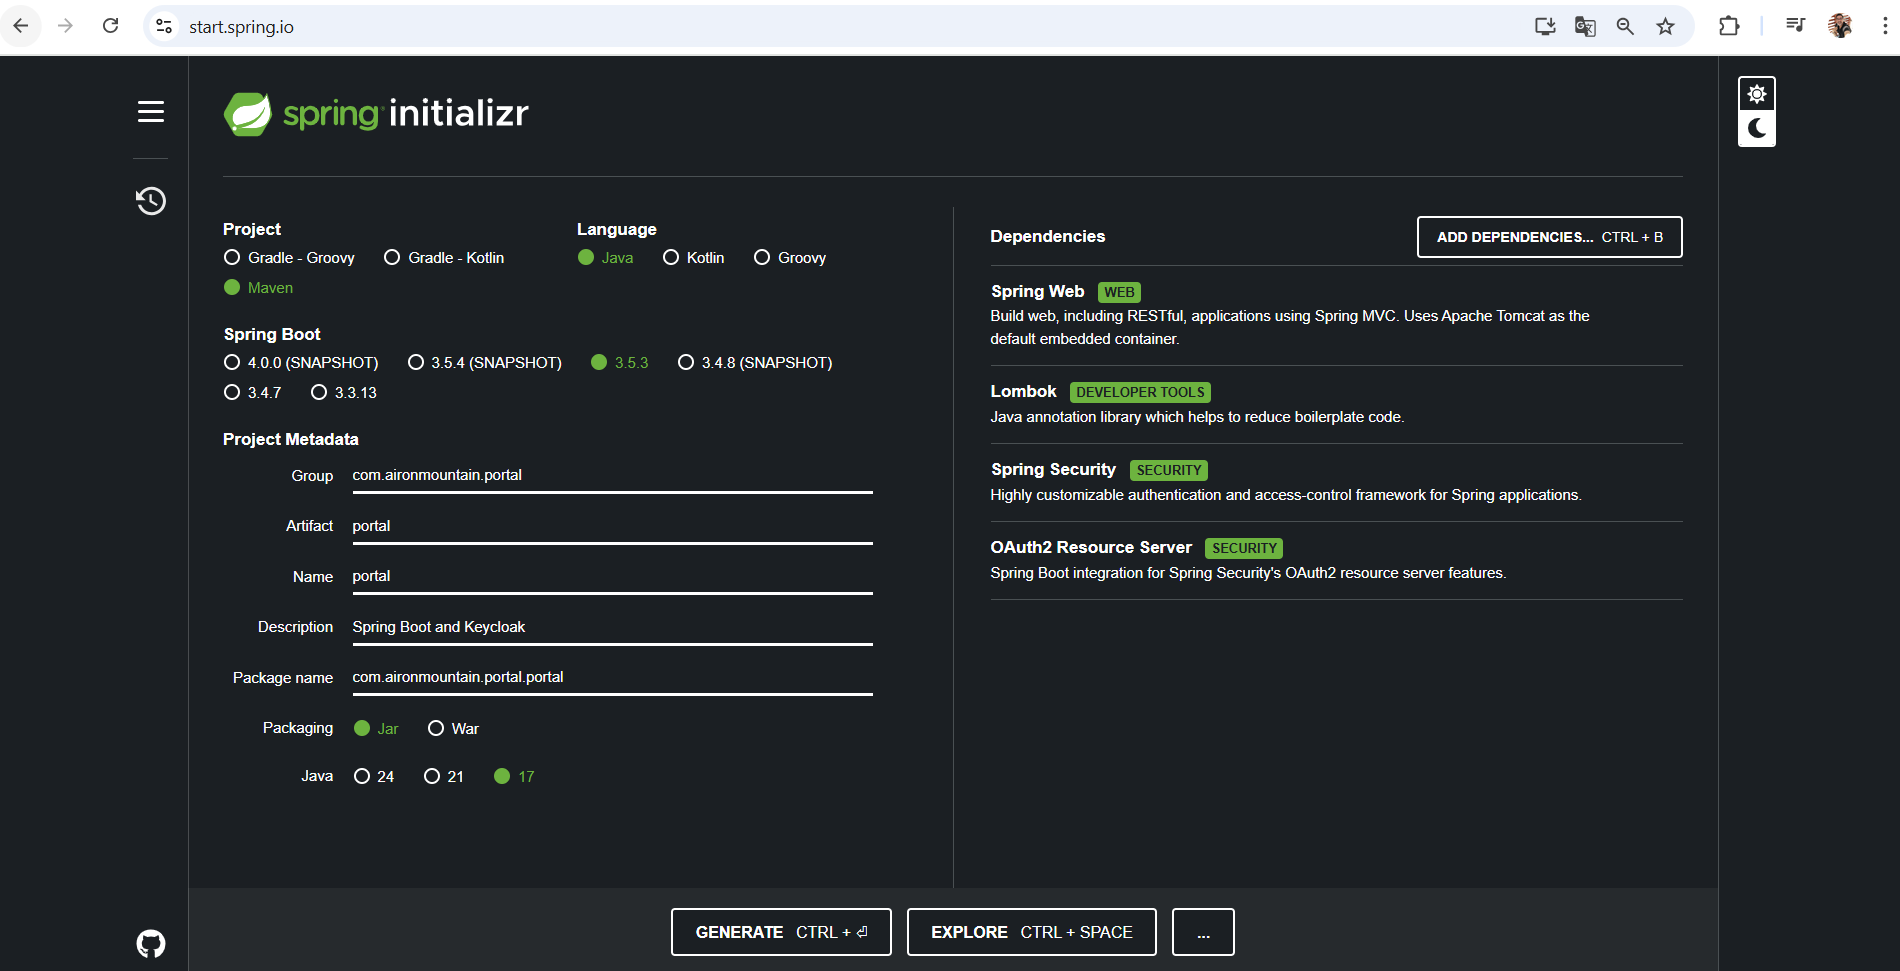 start.spring.io
spring initializr
Project
Gradle - Groovy Gradle - Kotlin
Maven
Language
Java Kotlin Groovy
Spring Boot
4.0.0 (SNAPSHOT) 3.5.4 (SNAPSHOT) 3.5.3 3.4.8 (SNAPSHOT)
3.4.7 3.3.13
Project Metadata
Group com.aironmountain.portal
Artifact portal
Name portal
Description Spring Boot and Keycloak
Package name com.aironmountain.portal.portal
Packaging Jar War
Java 24 21 17
Dependencies
ADD DEPENDENCIES... CTRL + B
Spring Web WEB
Build web, including RESTful, applications using Spring MVC. Uses Apache Tomcat as the
default embedded container.
Lombok DEVELOPER TOOLS
Java annotation library which helps to reduce boilerplate code.
Spring Security SECURITY
Highly customizable authentication and access-control framework for Spring applications.
OAuth2 Resource Server SECURITY
Spring Boot integration for Spring Security's OAuth2 resource server features.
GENERATE CTRL + ⏎
EXPLORE CTRL + SPACE
...